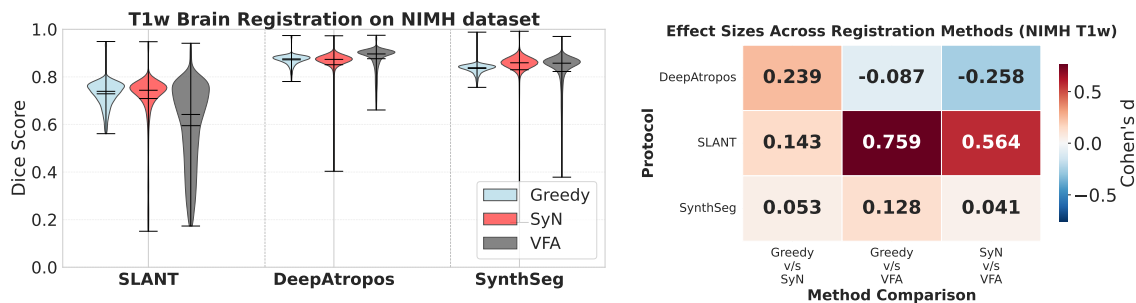 T1w Brain Registration on NIMH dataset
1.0
0.8
0.6
0.4
0.2
0.0
Dice Score
Greedy
SyN
VFA
SLANT
DeepAtropos
SynthSeg
Effect Sizes Across Registration Methods (NIMH T1w)
Protocol
DeepAtropos
0.239
-0.087
-0.258
SLANT
0.143
0.759
0.564
SynthSeg
0.053
0.128
0.041
Greedy
v/s
SyN
Greedy
v/s
VFA
SyN
v/s
VFA
Method Comparison
0.5
0.0
−0.5
Cohen's d